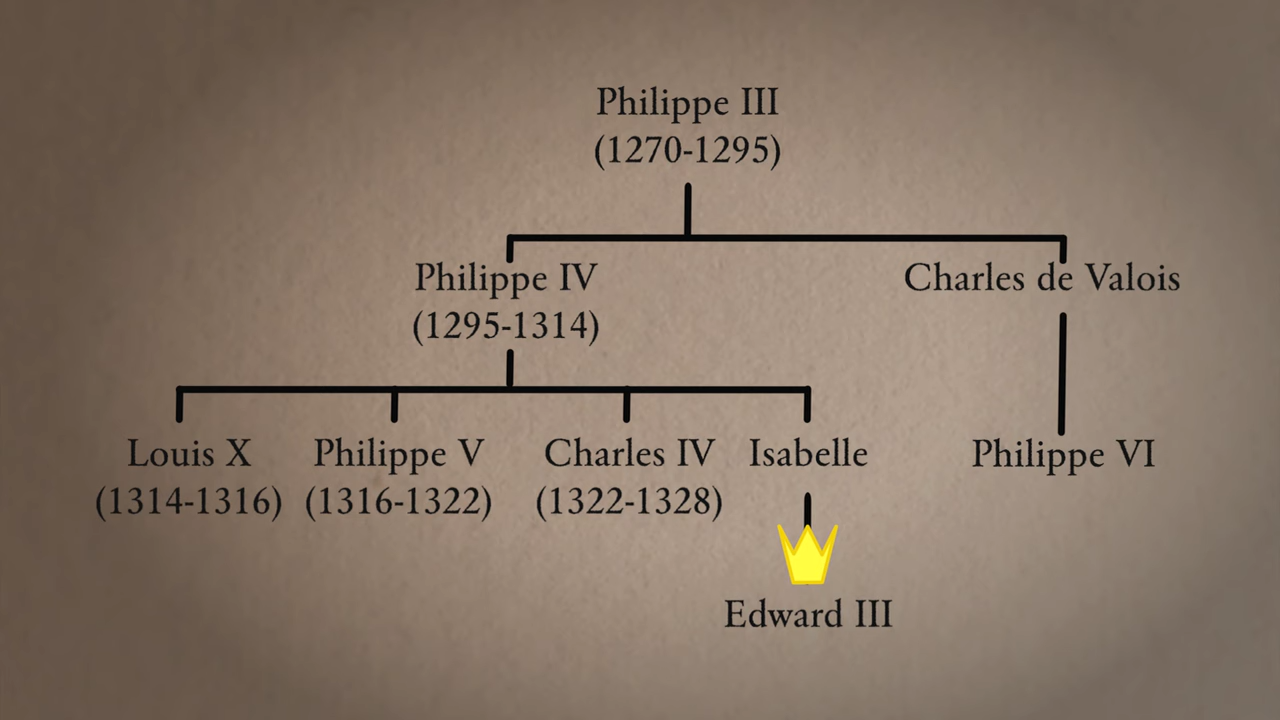 Philippe III
(1270-1295)
Philippe IV
(1295-1314)
Charles de Valois
Louis X
(1314-1316)
Philippe V
(1316-1322)
Charles IV
(1322-1328)
Isabelle
Philippe VI
Edward III